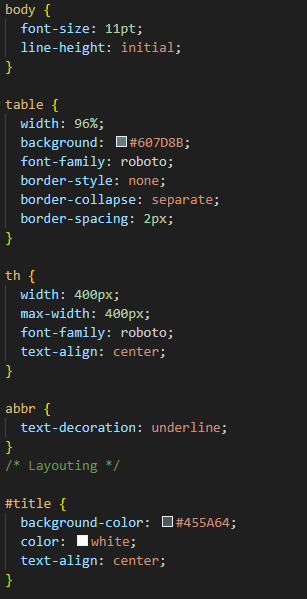 body {
  font-size: 11pt;
  line-height: initial;
}

table {
  width: 96%;
  background: #607D8B;
  font-family: roboto;
  border-style: none;
  border-collapse: separate;
  border-spacing: 2px;
}

th {
  width: 400px;
  max-width: 400px;
  font-family: roboto;
  text-align: center;
}

abbr {
  text-decoration: underline;
}
/* Layouting */

#title {
  background-color: #455A64;
  color: white;
  text-align: center;
}